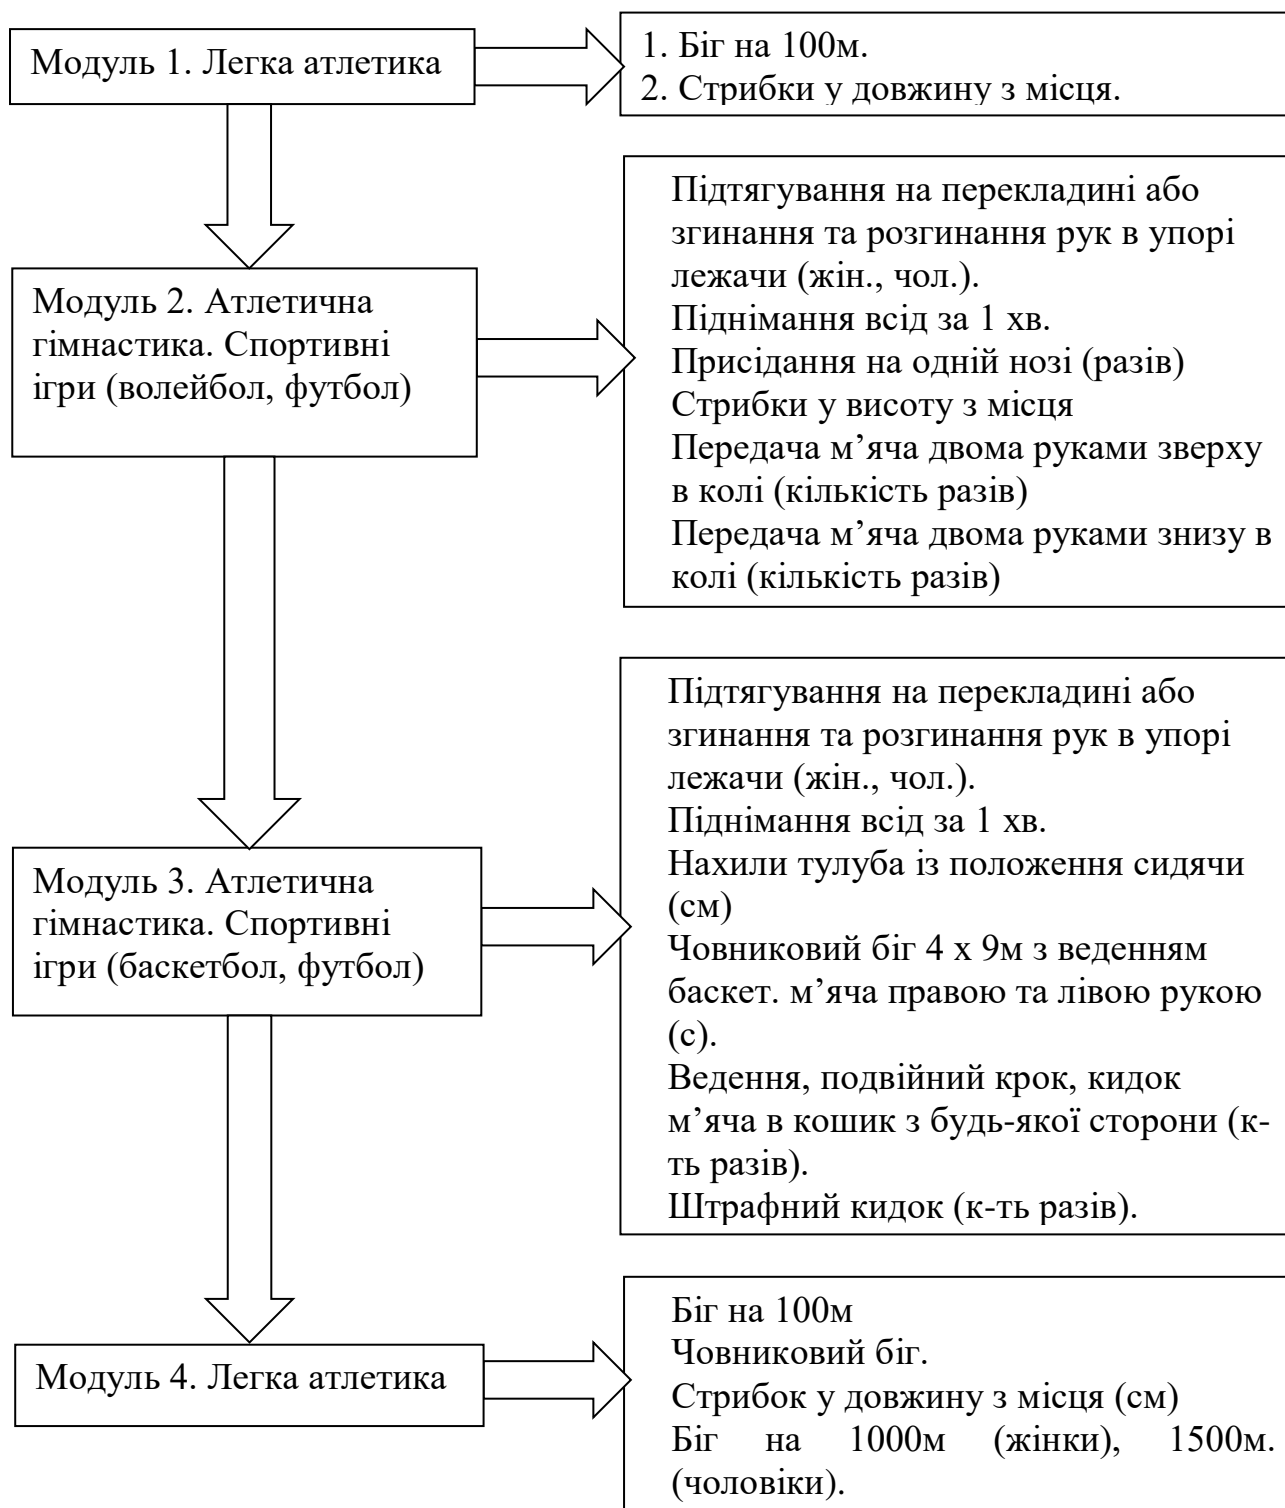 Модуль 1. Легка атлетика
1. Біг на 100м.
2. Стрибки у довжину з місця.
Модуль 2. Атлетична
гімнастика. Спортивні
ігри (волейбол, футбол)
Підтягування на перекладині або
згинання та розгинання рук в упорі
лежачи (жін., чол.).
Піднімання всід за 1 хв.
Присідання на одній нозі (разів)
Стрибки у висоту з місця
Передача м’яча двома руками зверху
в колі (кількість разів)
Передача м’яча двома руками знизу в
колі (кількість разів)
Модуль 3. Атлетична
гімнастика. Спортивні
ігри (баскетбол, футбол)
Підтягування на перекладині або
згинання та розгинання рук в упорі
лежачи (жін., чол.).
Піднімання всід за 1 хв.
Нахили тулуба із положення сидячи
(см)
Човниковий біг 4 х 9м з веденням
баскет. м’яча правою та лівою рукою
(с).
Ведення, подвійний крок, кидок
м’яча в кошик з будь-якої сторони (к-
ть разів).
Штрафний кидок (к-ть разів).
Модуль 4. Легка атлетика
Біг на 100м
Човниковий біг.
Стрибок у довжину з місця (см)
Біг на 1000м (жінки), 1500м.
(чоловіки).